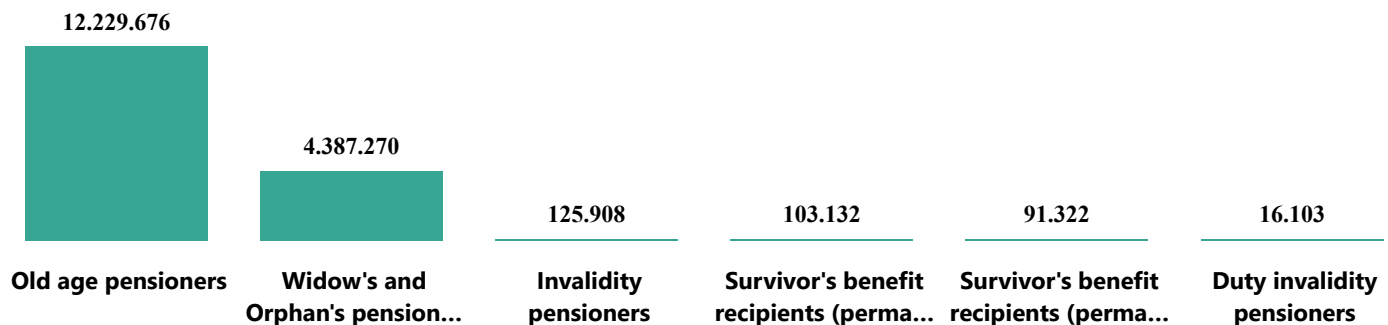 12.229.676
4.387.270
125.908
103.132
91.322
16.103
Old age pensioners
Widow's and
Orphan's pension...
Invalidity
pensioners
Survivor's benefit
recipients (perma...
Survivor's benefit
recipients (perma...
Duty invalidity
pensioners